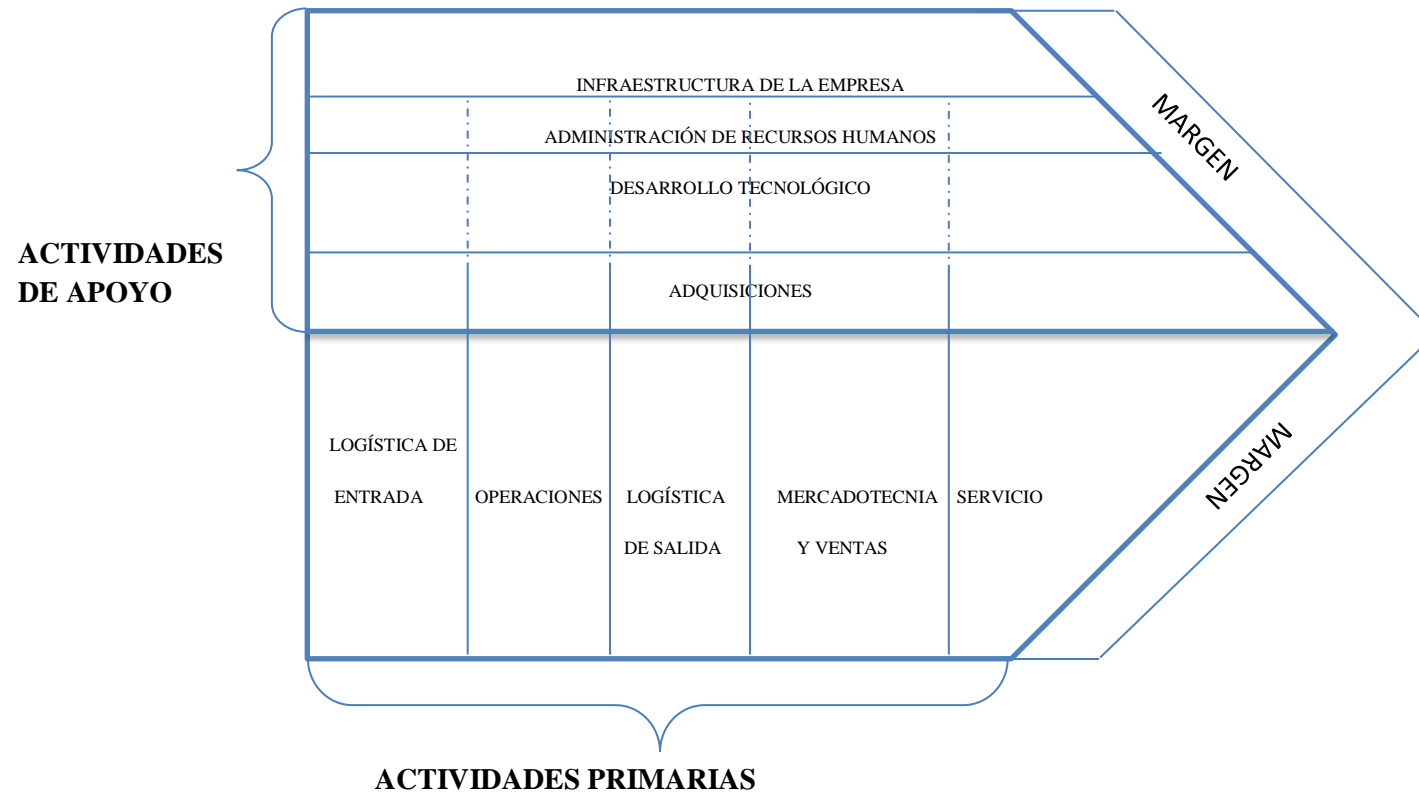 INFRAESTRUCTURA DE LA EMPRESA
MARGEN
ADMINISTRACIÓN DE RECURSOS HUMANOS
DESARROLLO TECNOLÓGICO
ACTIVIDADES
DE APOYO
ADQUISICIONES
LOGÍSTICA DE
ENTRADA
OPERACIONES
LOGÍSTICA
DE SALIDA
MERCADOTECNIA
Y VENTAS
SERVICIO
MARGEN
ACTIVIDADES PRIMARIAS